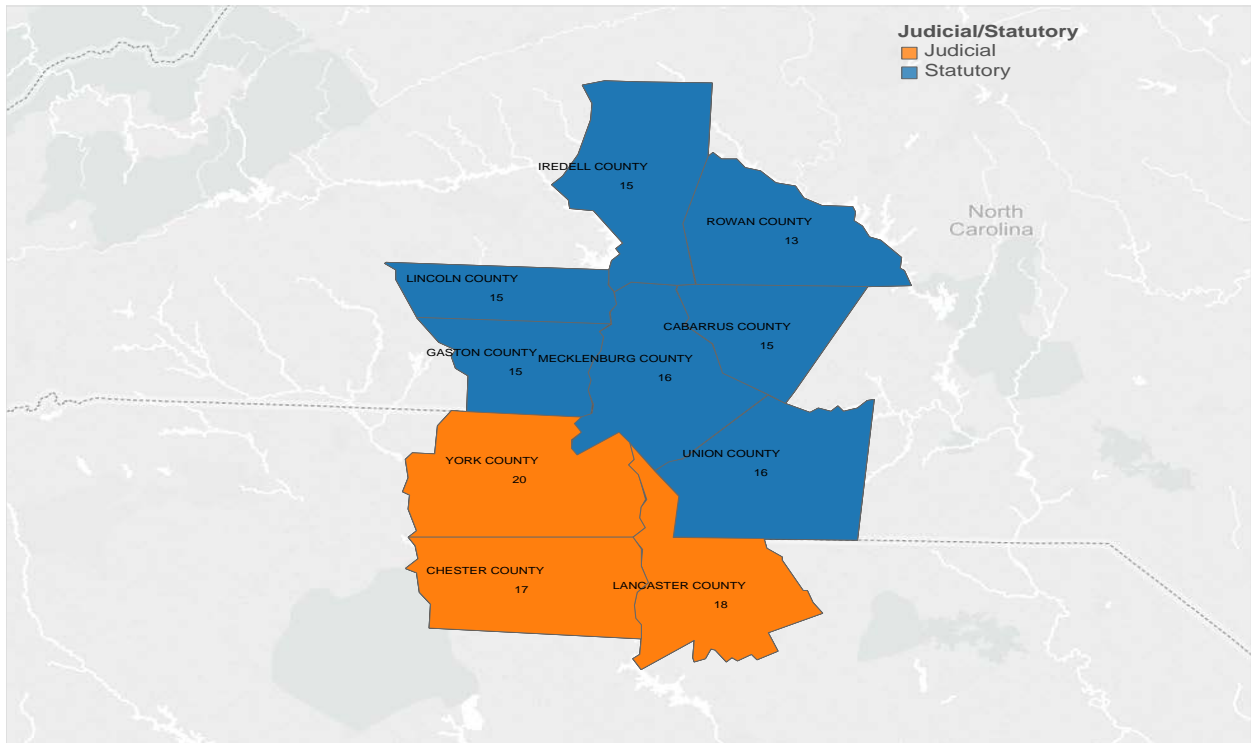 Judicial/Statutory
Judicial
Statutory
IREDELL COUNTY
15
ROWAN COUNTY
13
North
Carolina
LINCOLN COUNTY
15
CABARRUS COUNTY
15
GASTON COUNTY
15
MECKLENBURG COUNTY
16
UNION COUNTY
16
YORK COUNTY
20
CHESTER COUNTY
17
LANCASTER COUNTY
18